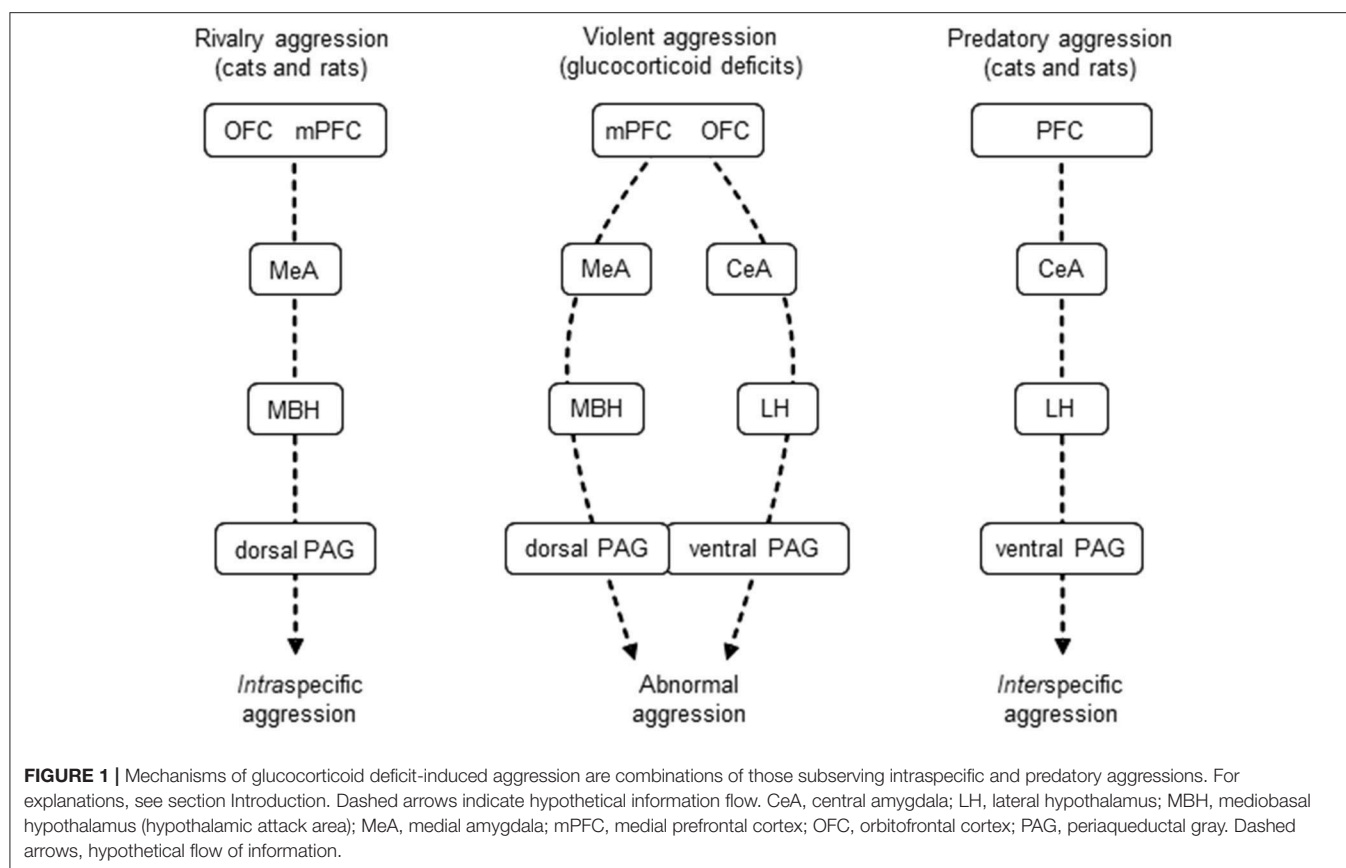 Rivalry aggression
(cats and rats)
Violent aggression
(glucocorticoid deficits)
Predatory aggression
(cats and rats)
OFC mPFC
mPFC OFC
PFC
MeA
MeA
CeA
CeA
MBH
MBH
LH
LH
dorsal PAG
dorsal PAG
ventral PAG
ventral PAG
Intraspecific
aggression
Abnormal
aggression
Interspecific
aggression
FIGURE 1 | Mechanisms of glucocorticoid deficit-induced aggression are combinations of those subserving intraspecific and predatory aggressions. For
explanations, see section Introduction. Dashed arrows indicate hypothetical information flow. CeA, central amygdala; LH, lateral hypothalamus; MBH, mediobasal
hypothalamus (hypothalamic attack area); MeA, medial amygdala; mPFC, medial prefrontal cortex; OFC, orbitofrontal cortex; PAG, periaqueductal gray. Dashed
arrows, hypothetical flow of information.